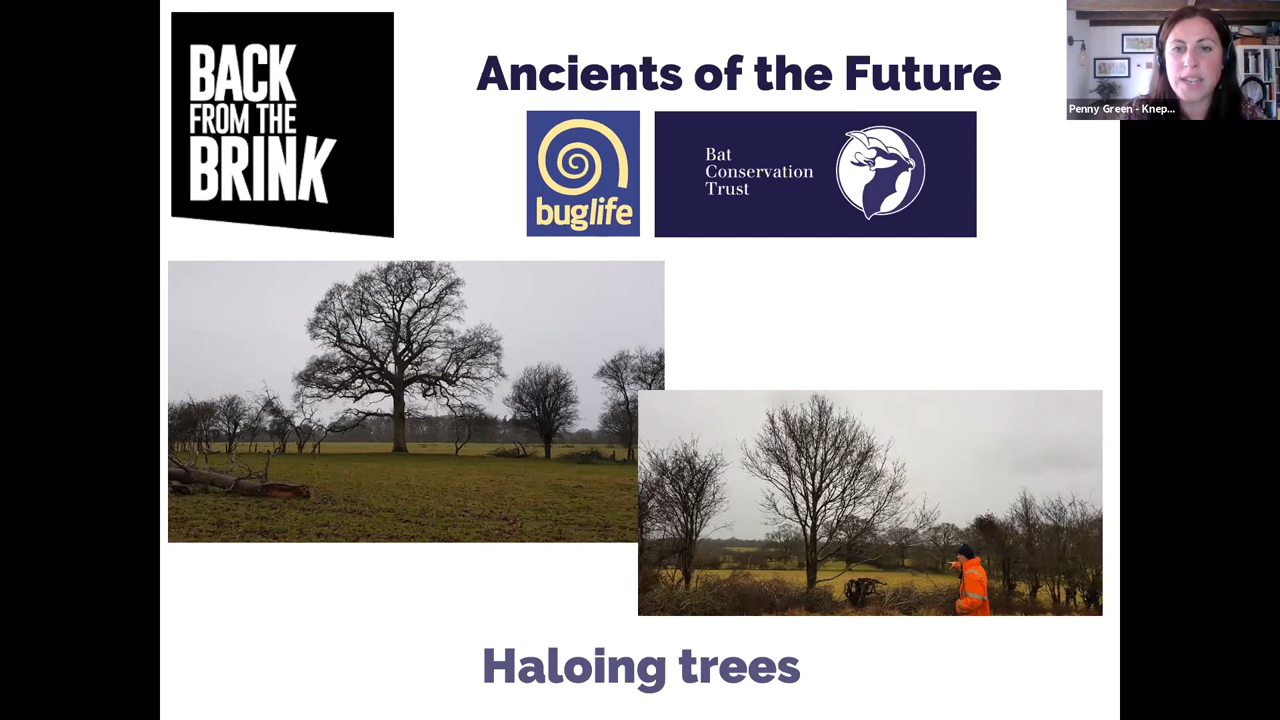 BACK
FROM THE
BRINK
Ancients of the Future
buglife
Bat
Conservation
Trust
Penny Green - Knep...
Haloing trees